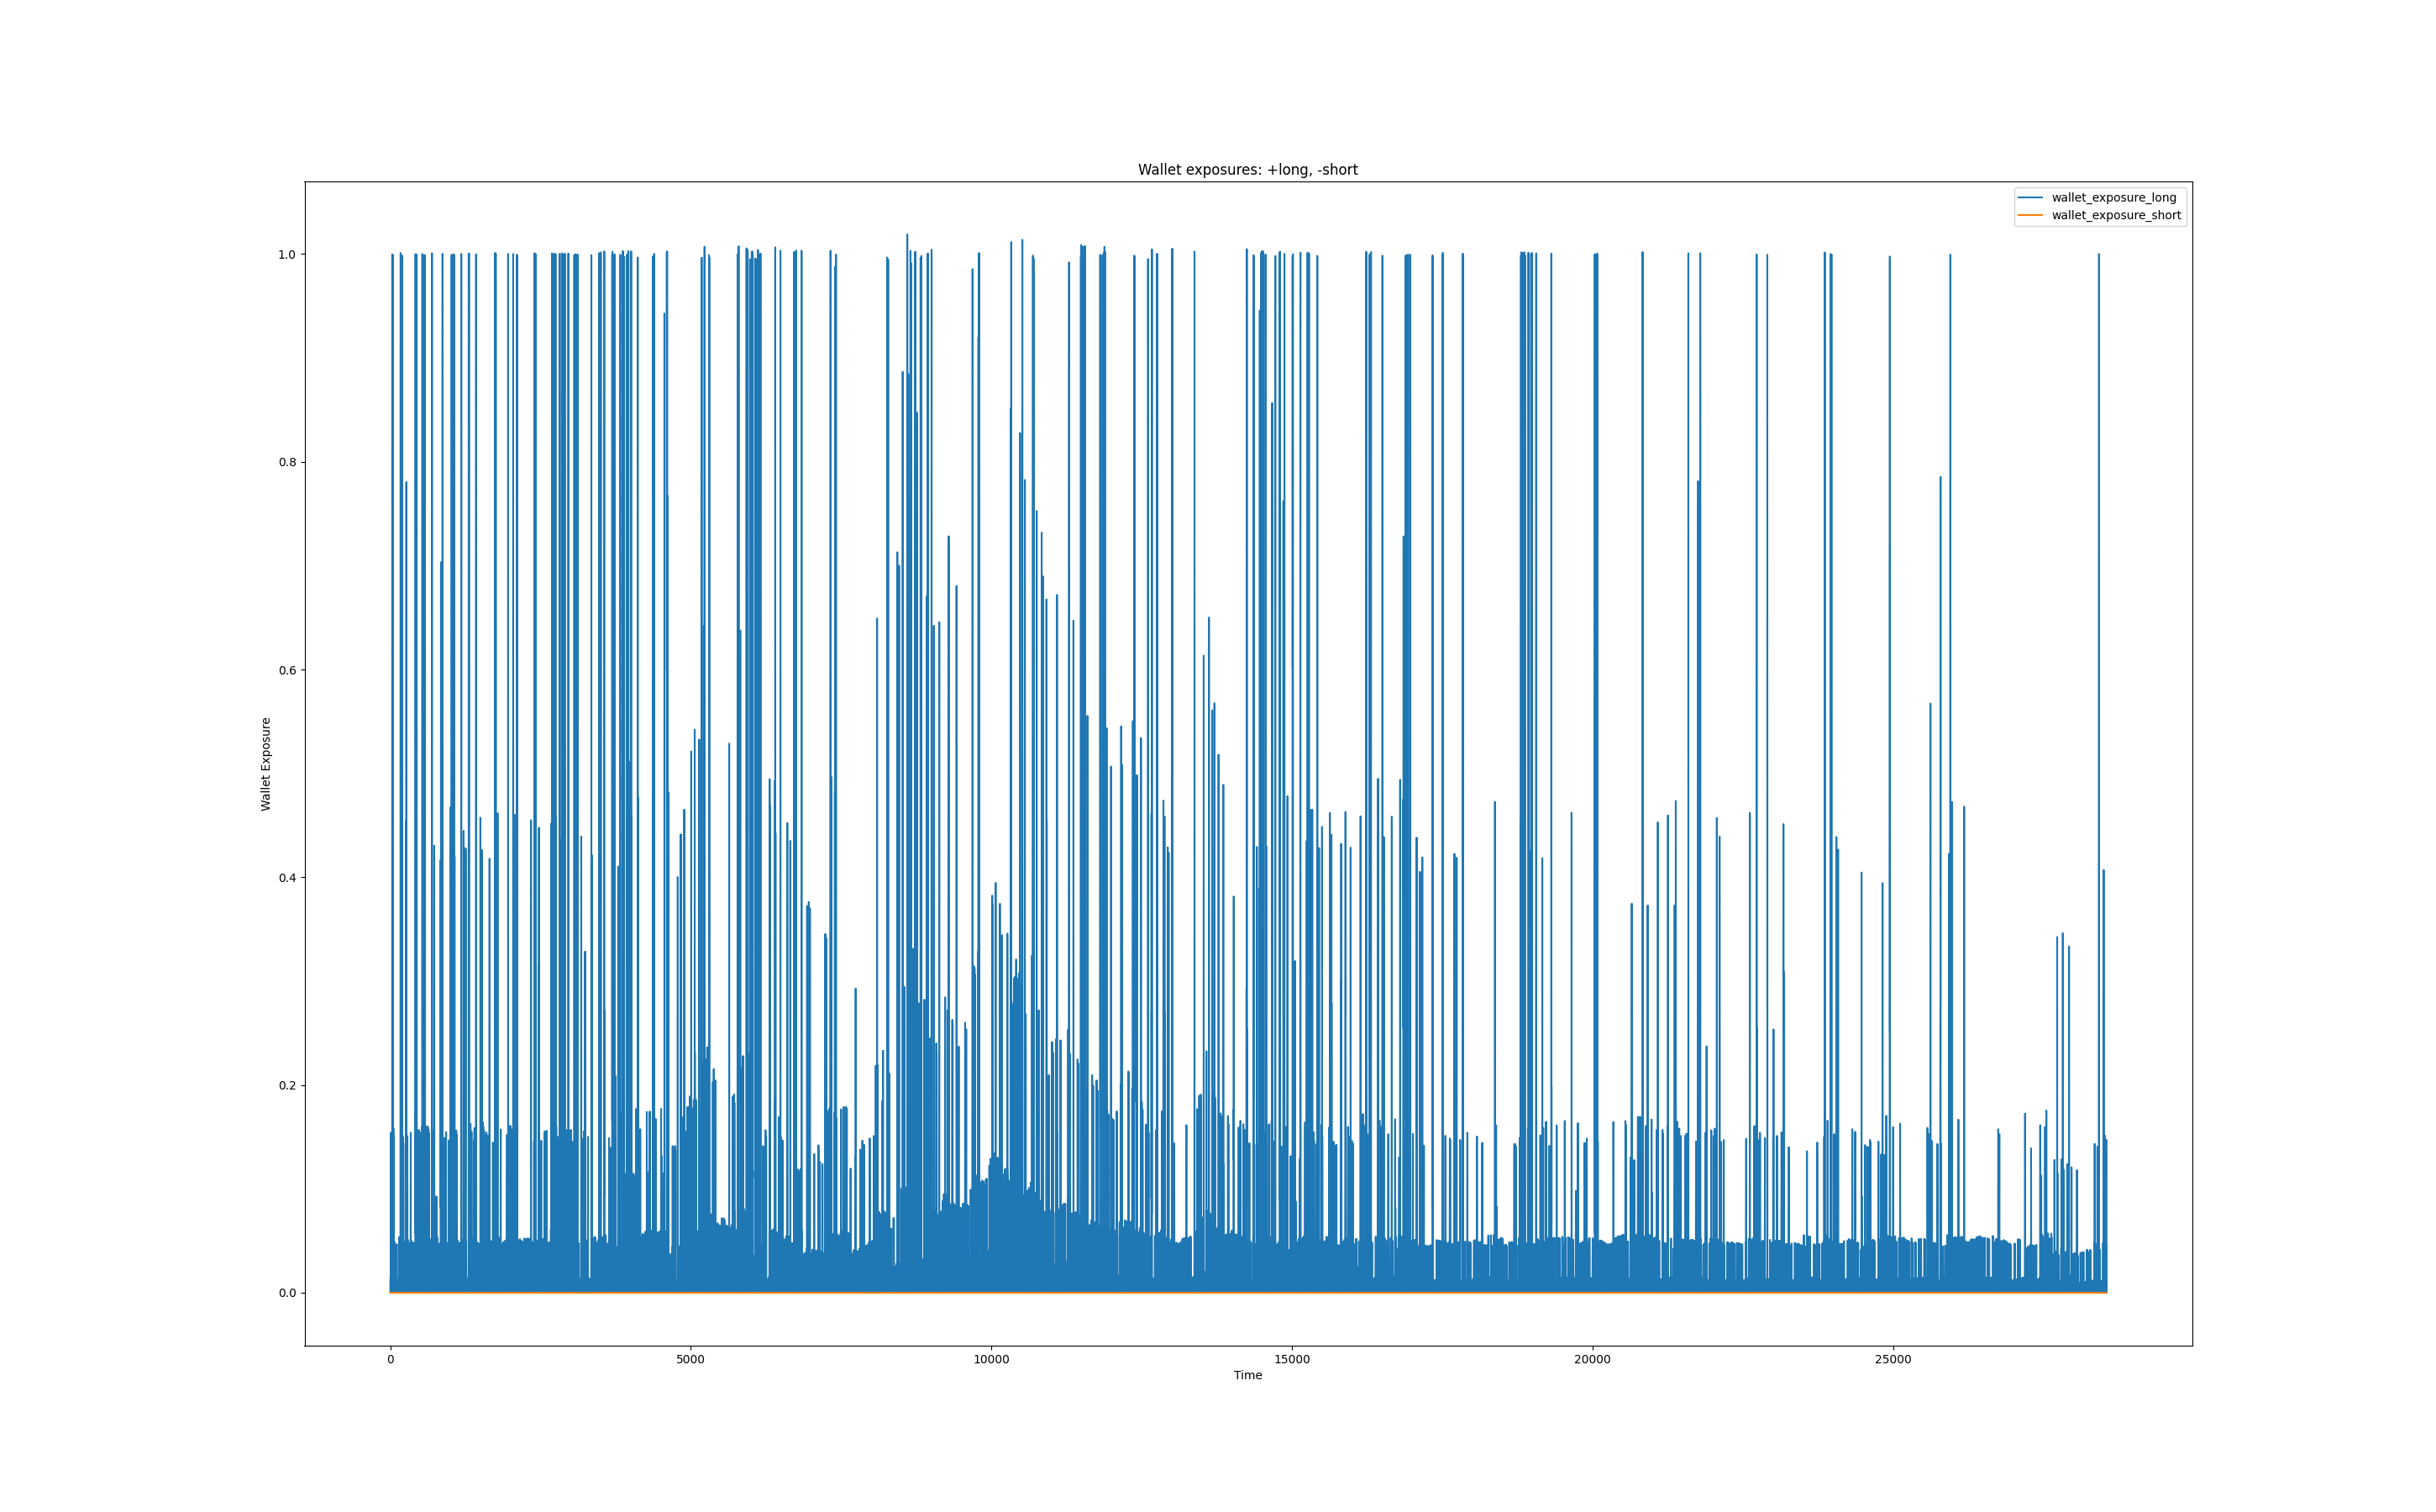 Wallet exposures: +long, -short
wallet_exposure_long
wallet_exposure_short
1.0
0.8
0.6
0.4
0.2
0.0
Wallet Exposure
0 5000 10000 15000 20000 25000
Time